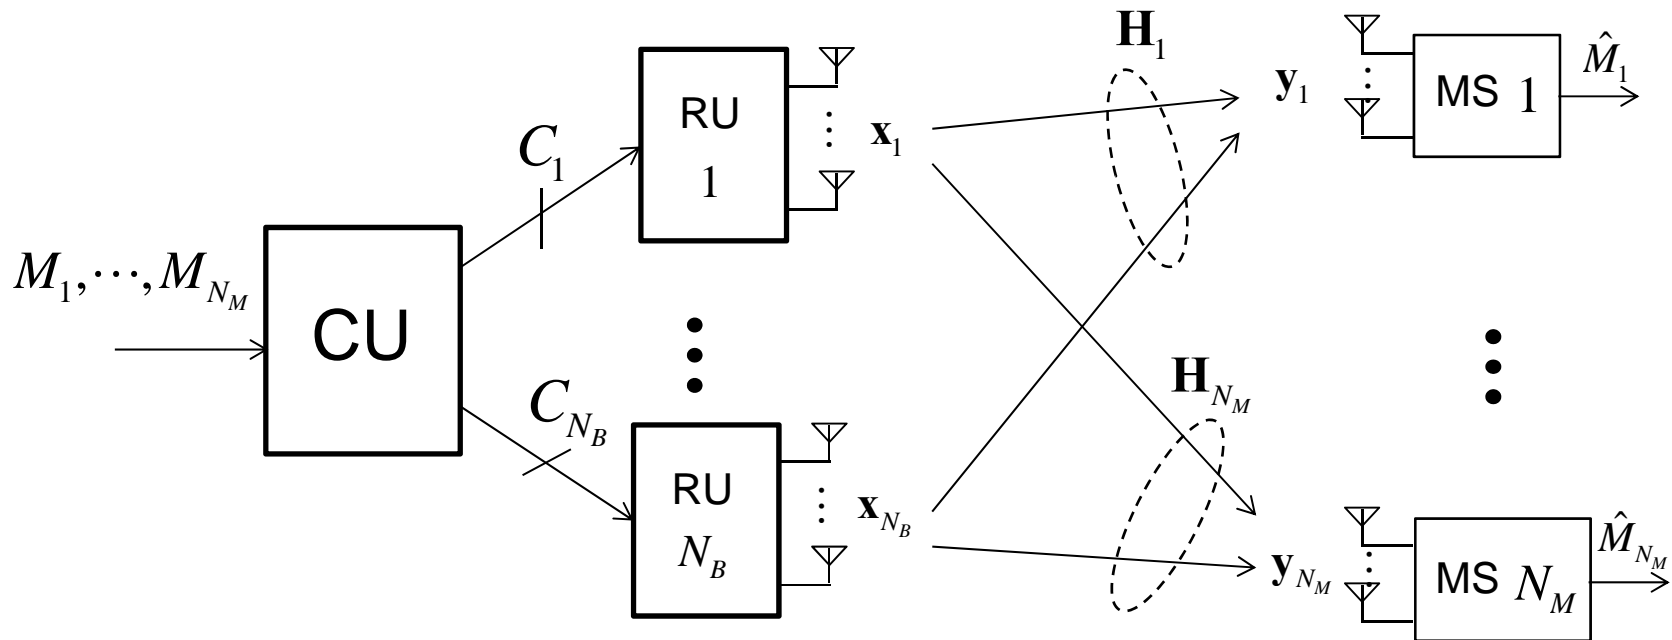 M_1, ⋯, M_{N_M}
CU
C_1
C_{N_B}
RU
1
⋮
x_1
RU
N_B
⋮
x_{N_B}
H_1
H_{N_M}
y_1
⋮
MS 1
M̂_1
y_{N_M}
⋮
MS N_M
M̂_{N_M}